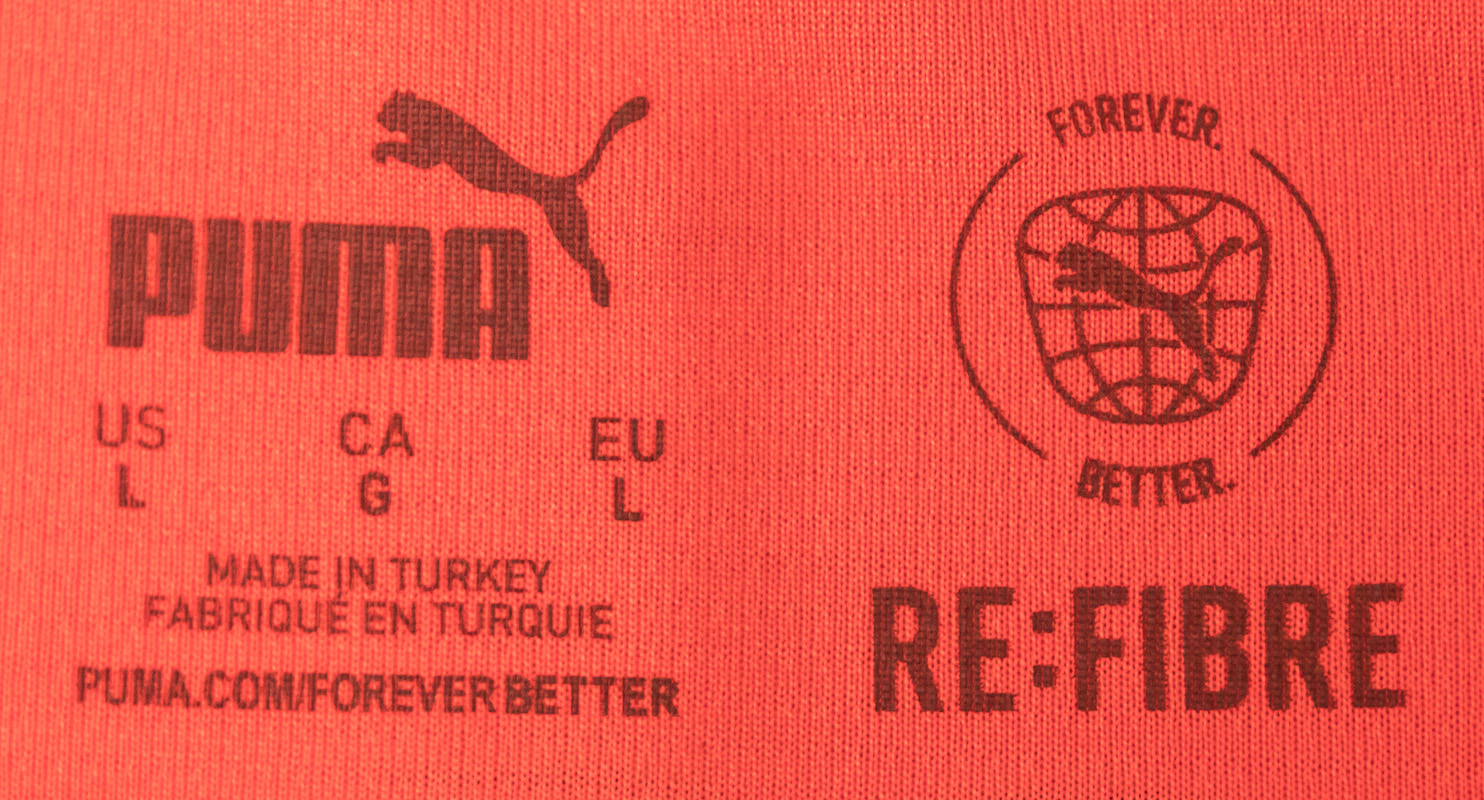 PUMA
US CA EU
L G L
MADE IN TURKEY
FABRIQUÉ EN TURQUIE
PUMA.COM/FOREVERBETTER
FOREVER.
BETTER.
RE:FIBRE